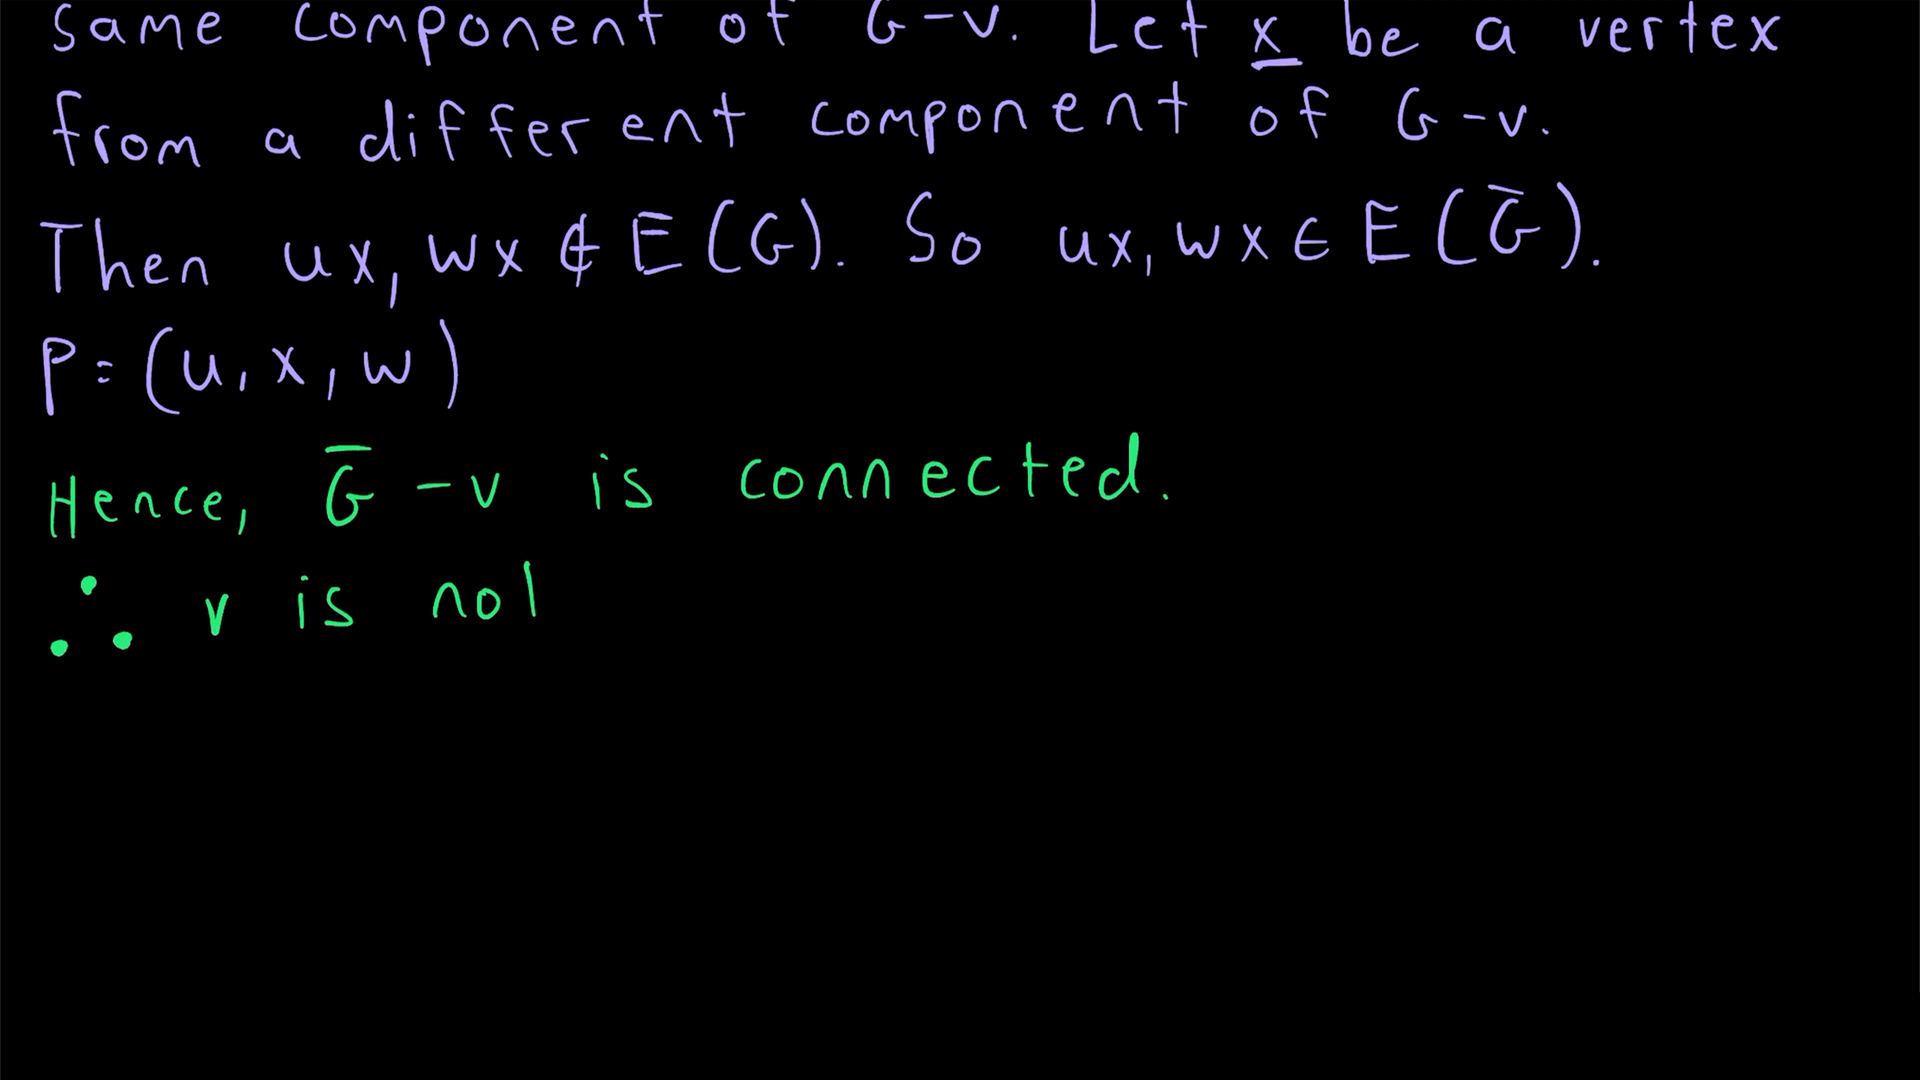 same component of G-v. Let x be a vertex
from a different component of G-v.
Then ux, wx ∉ E(G). So ux, wx ∈ E(Ḡ).
P=(u, x, w)
Hence, Ḡ-v is connected.
∴ v is nol